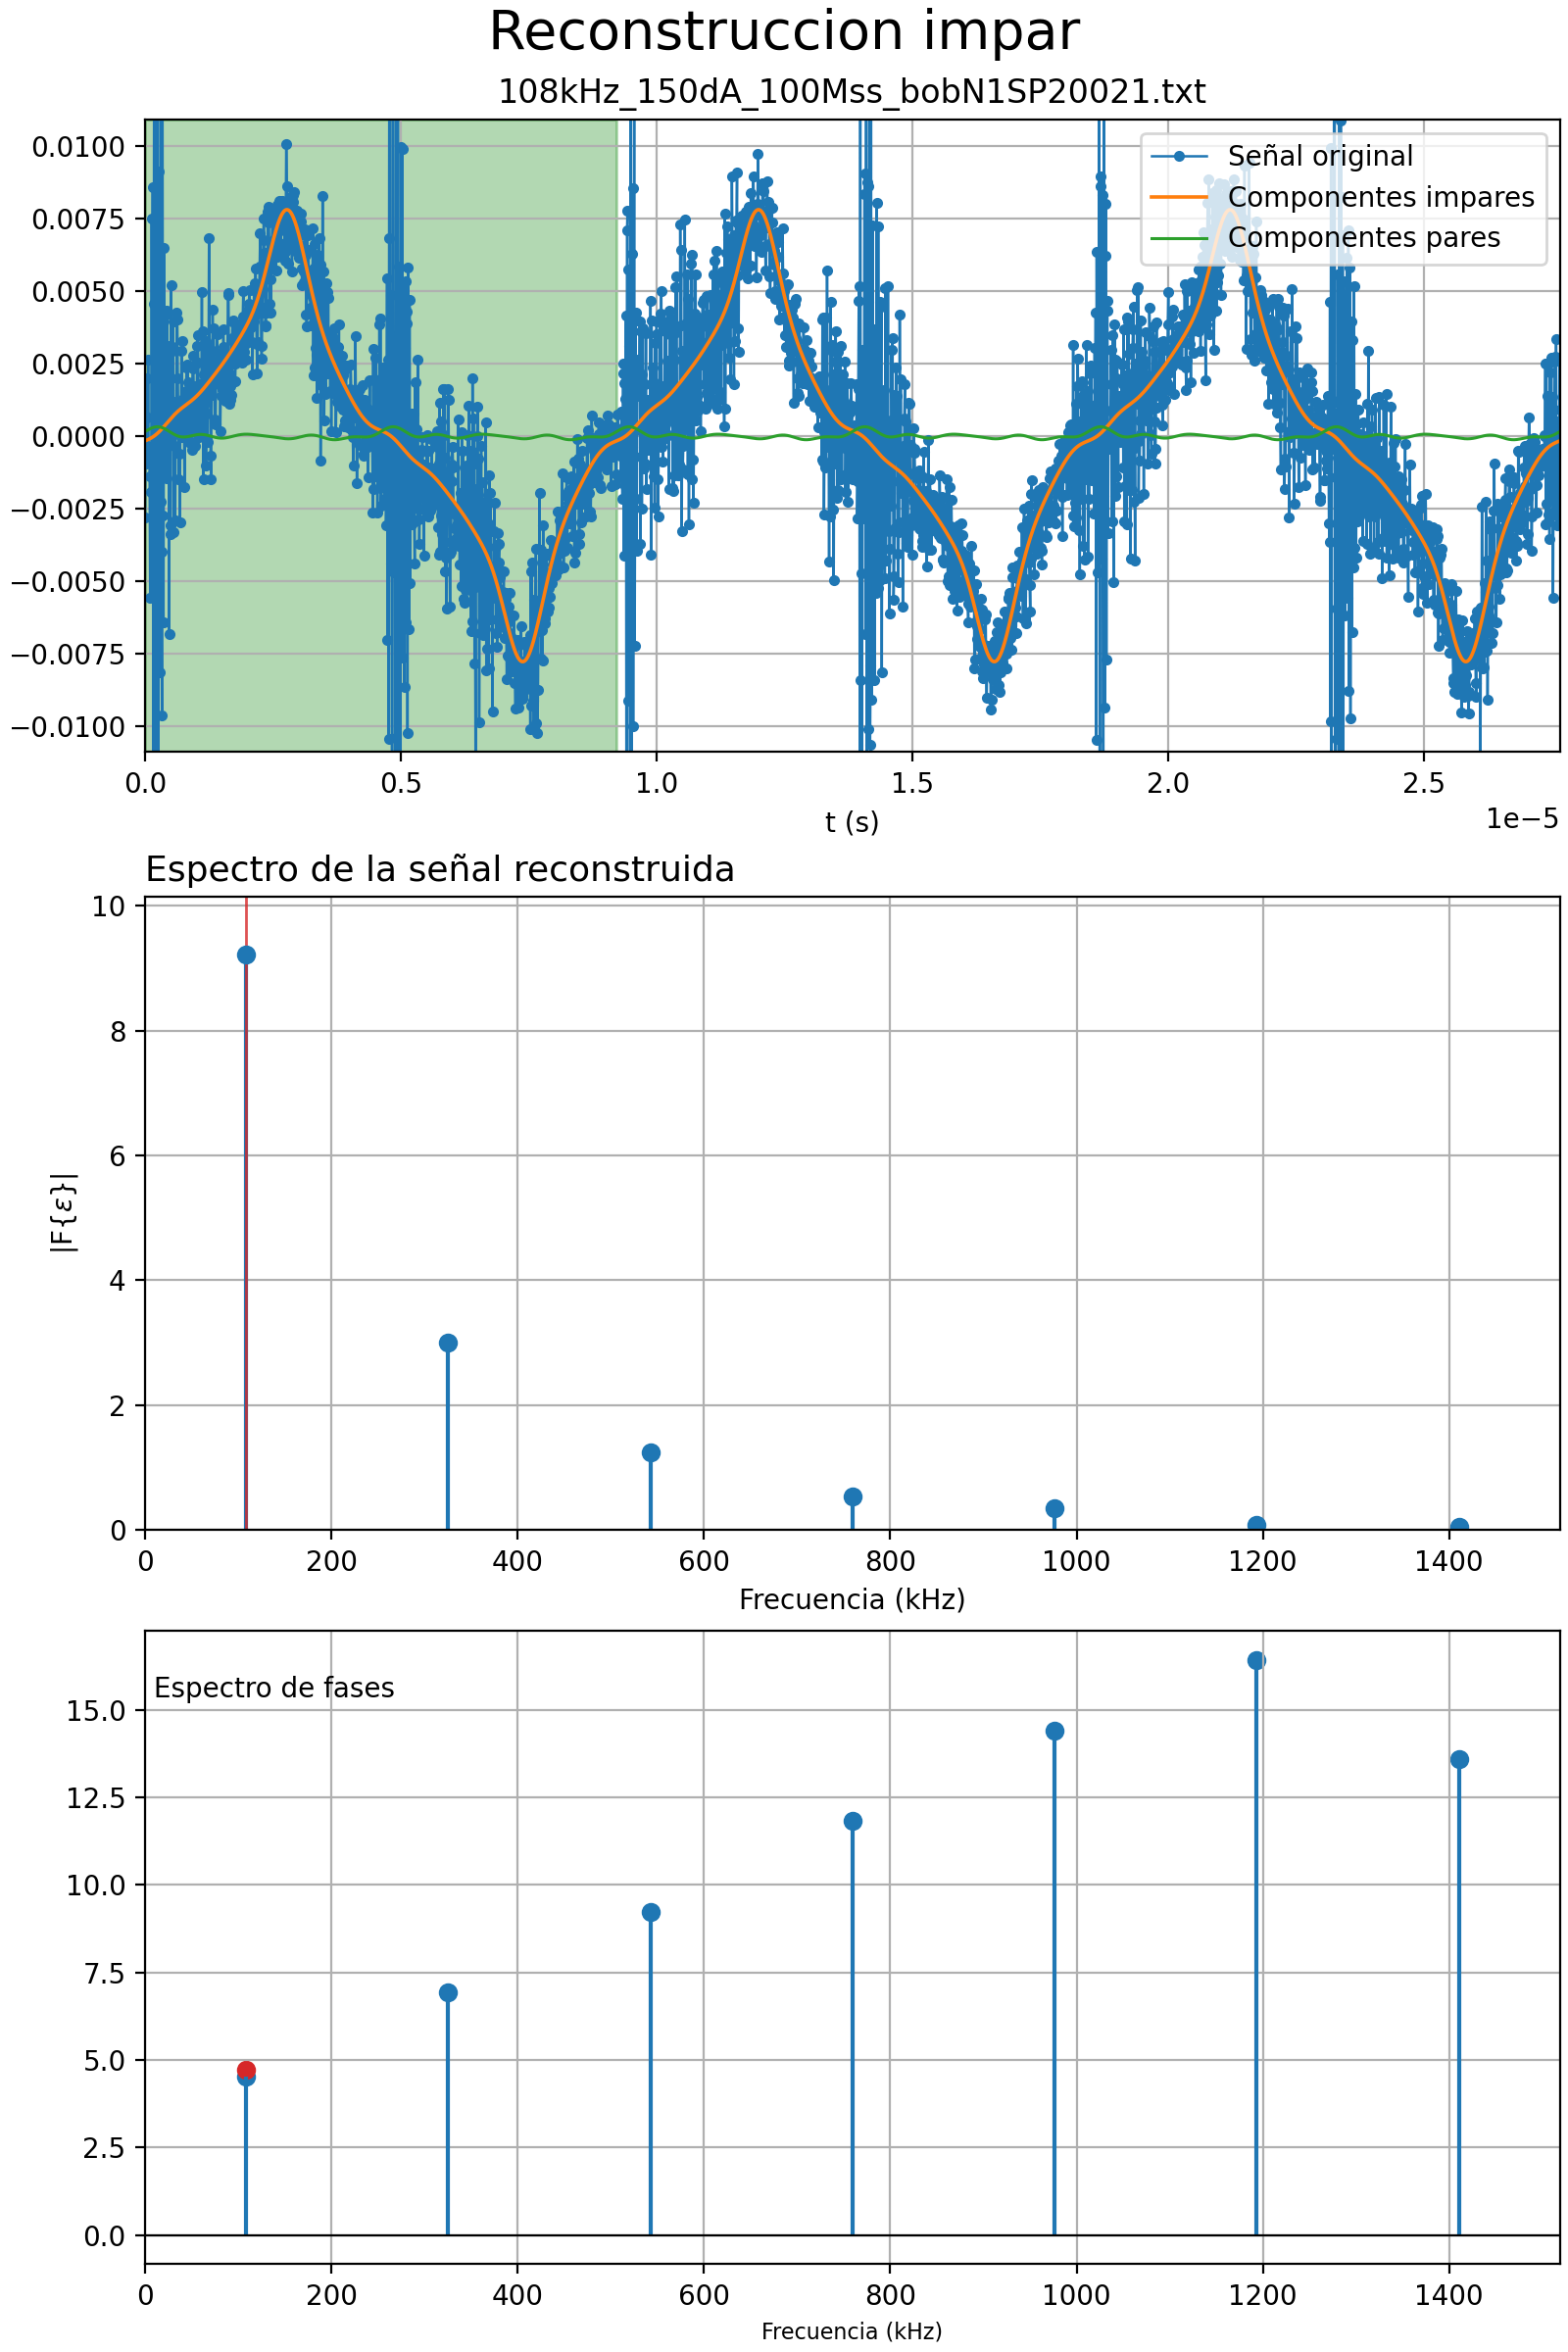 Reconstruccion impar
108kHz_150dA_100Mss_bobN1SP20021.txt
0.0100
0.0075
0.0050
0.0025
0.0000
−0.0025
−0.0050
−0.0075
−0.0100
Señal original
Componentes impares
Componentes pares
0.0 0.5 1.0 1.5 2.0 2.5
1e−5
t (s)
Espectro de la señal reconstruida
10
8
6
4
2
0
|F{ε}|
0 200 400 600 800 1000 1200 1400
Frecuencia (kHz)
Espectro de fases
15.0
12.5
10.0
7.5
5.0
2.5
0.0
0 200 400 600 800 1000 1200 1400
Frecuencia (kHz)